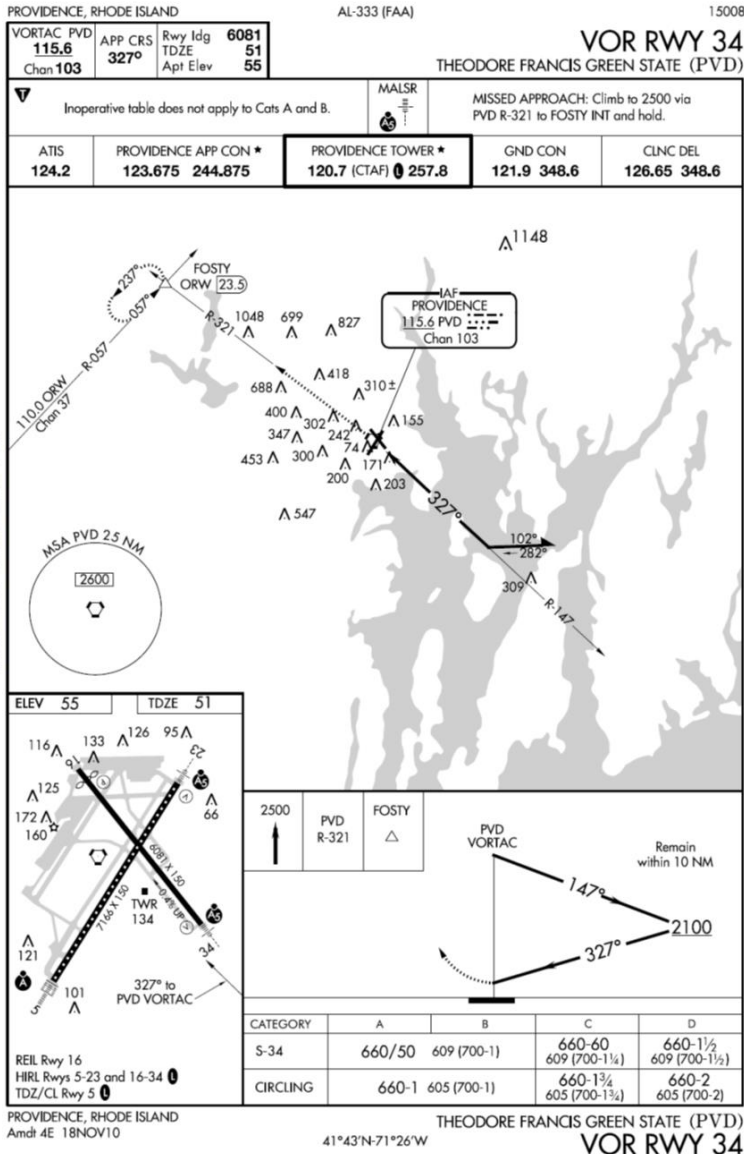 PROVIDENCE, RHODE ISLAND
AL-333 (FAA)
15008
VORTAC PVD
115.6
Chan 103
APP CRS
327°
Rwy ldg 6081
TDZE 51
Apt Elev 55
VOR RWY 34
THEODORE FRANCIS GREEN STATE (PVD)
T
Inoperative table does not apply to Cats A and B.
MALSR
A5
MISSED APPROACH: Climb to 2500 via
PVD R-321 to FOSTY INT and hold.
ATIS
124.2
PROVIDENCE APP CON ★
123.675 244.875
PROVIDENCE TOWER ★
120.7 (CTAF) L 257.8
GND CON
121.9 348.6
CLNC DEL
126.65 348.6
1148
237°
057°
FOSTY
ORW 23.5
R-321
R-057
110.0 ORW
Chan 37
IAF
PROVIDENCE
115.6 PVD
Chan 103
1048
699
827
418
688
310±
400
302
155
347
242
74
453
300
171
200
203
547
327°
102°
282°
309
R-147
MSA PVD 25 NM
2600
ELEV 55
TDZE 51
116
133
126
95
23
16
A5
V
125
66
172
160
6081 X 150
7166 X 150
0.4% UP
TWR
134
V
A5
34
121
A
5
101
327° to
PVD VORTAC
REIL Rwy 16
HIRL Rwys 5-23 and 16-34 L
TDZ/CL Rwy 5 L
2500
PVD
R-321
FOSTY
PVD
VORTAC
Remain
within 10 NM
147°
2100
327°
CATEGORY A B C D
S-34 660/50 609 (700-1) 660-60 609 (700-1¼) 660-1½ 609 (700-1½)
CIRCLING 660-1 605 (700-1) 660-1¾ 605 (700-1¾) 660-2 605 (700-2)
PROVIDENCE, RHODE ISLAND
Amdt 4E 18NOV10
41°43'N-71°26'W
THEODORE FRANCIS GREEN STATE (PVD)
VOR RWY 34